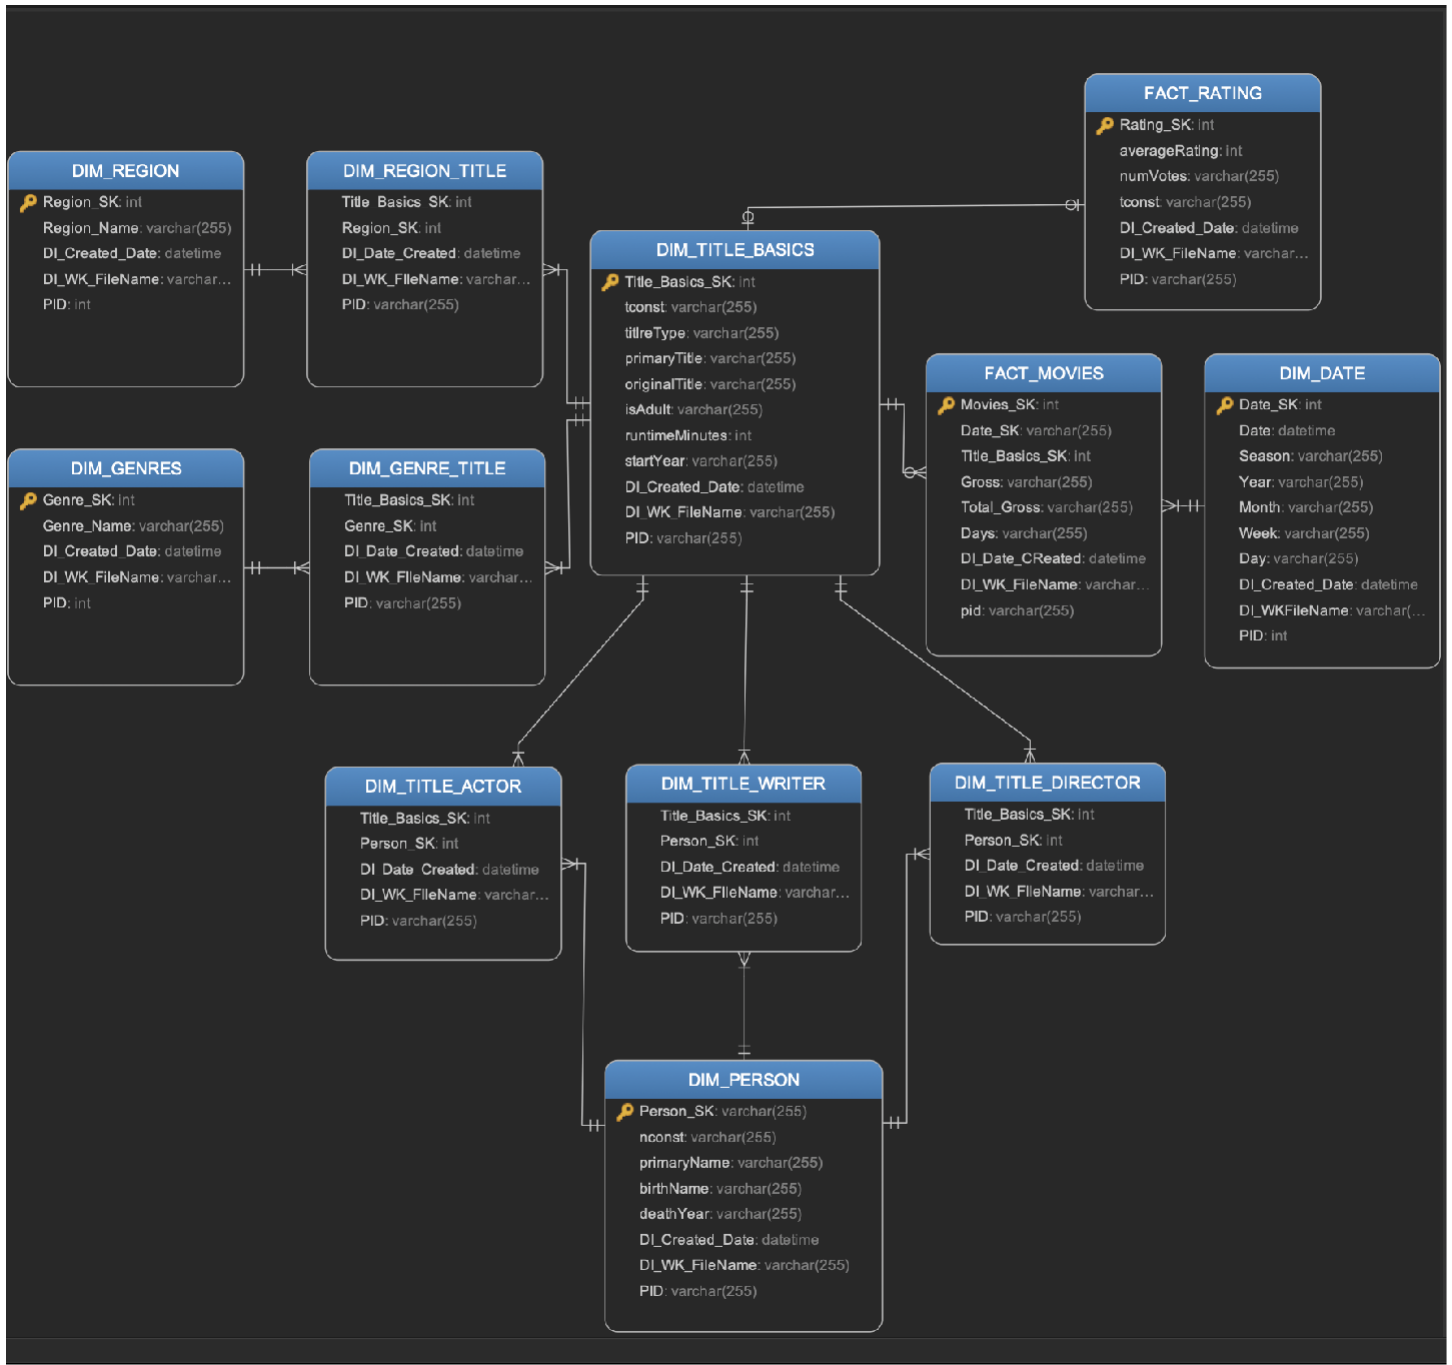 FACT_RATING
Rating_SK: int
averageRating: int
numVotes: varchar(255)
tconst: varchar(255)
DI_Created_Date: datetime
DI_WK_FileName: varchar...
PID: varchar(255)
DIM_REGION
Region_SK: int
Region_Name: varchar(255)
DI_Created_Date: datetime
DI_WK_FileName: varchar...
PID: int
DIM_REGION_TITLE
Title_Basics_SK: int
Region_SK: int
DI_Date_Created: datetime
DI_WK_FIleName: varchar...
PID: varchar(255)
DIM_TITLE_BASICS
Title_Basics_SK: int
tconst: varchar(255)
titlreType: varchar(255)
primaryTitle: varchar(255)
originalTitle: varchar(255)
isAdult: varchar(255)
runtimeMinutes: int
startYear: varchar(255)
DI_Created_Date: datetime
DI_WK_FileName: varchar(255)
PID: varchar(255)
FACT_MOVIES
Movies_SK: int
Date_SK: varchar(255)
Title_Basics_SK: int
Gross: varchar(255)
Total_Gross: varchar(255)
Days: varchar(255)
DI_Date_CReated: datetime
DI_WK_FileName: varchar...
pid: varchar(255)
DIM_DATE
Date_SK: int
Date: datetime
Season: varchar(255)
Year: varchar(255)
Month: varchar(255)
Week: varchar(255)
Day: varchar(255)
DI_Created_Date: datetime
DI_WKFileName: varchar(...
PID: int
DIM_GENRES
Genre_SK: int
Genre_Name: varchar(255)
DI_Created_Date: datetime
DI_WK_FileName: varchar...
PID: int
DIM_GENRE_TITLE
Title_Basics_SK: int
Genre_SK: int
DI_Date_Created: datetime
DI_WK_FIleName: varchar...
PID: varchar(255)
DIM_TITLE_ACTOR
Title_Basics_SK: int
Person_SK: int
DI_Date_Created: datetime
DI_WK_FIleName: varchar...
PID: varchar(255)
DIM_TITLE_WRITER
Title_Basics_SK: int
Person_SK: int
DI_Date_Created: datetime
DI_WK_FIleName: varchar...
PID: varchar(255)
DIM_TITLE_DIRECTOR
Title_Basics_SK: int
Person_SK: int
DI_Date_Created: datetime
DI_WK_FIleName: varchar...
PID: varchar(255)
DIM_PERSON
Person_SK: varchar(255)
nconst: varchar(255)
primaryName: varchar(255)
birthName: varchar(255)
deathYear: varchar(255)
DI_Created_Date: datetime
DI_WK_FileName: varchar(255)
PID: varchar(255)